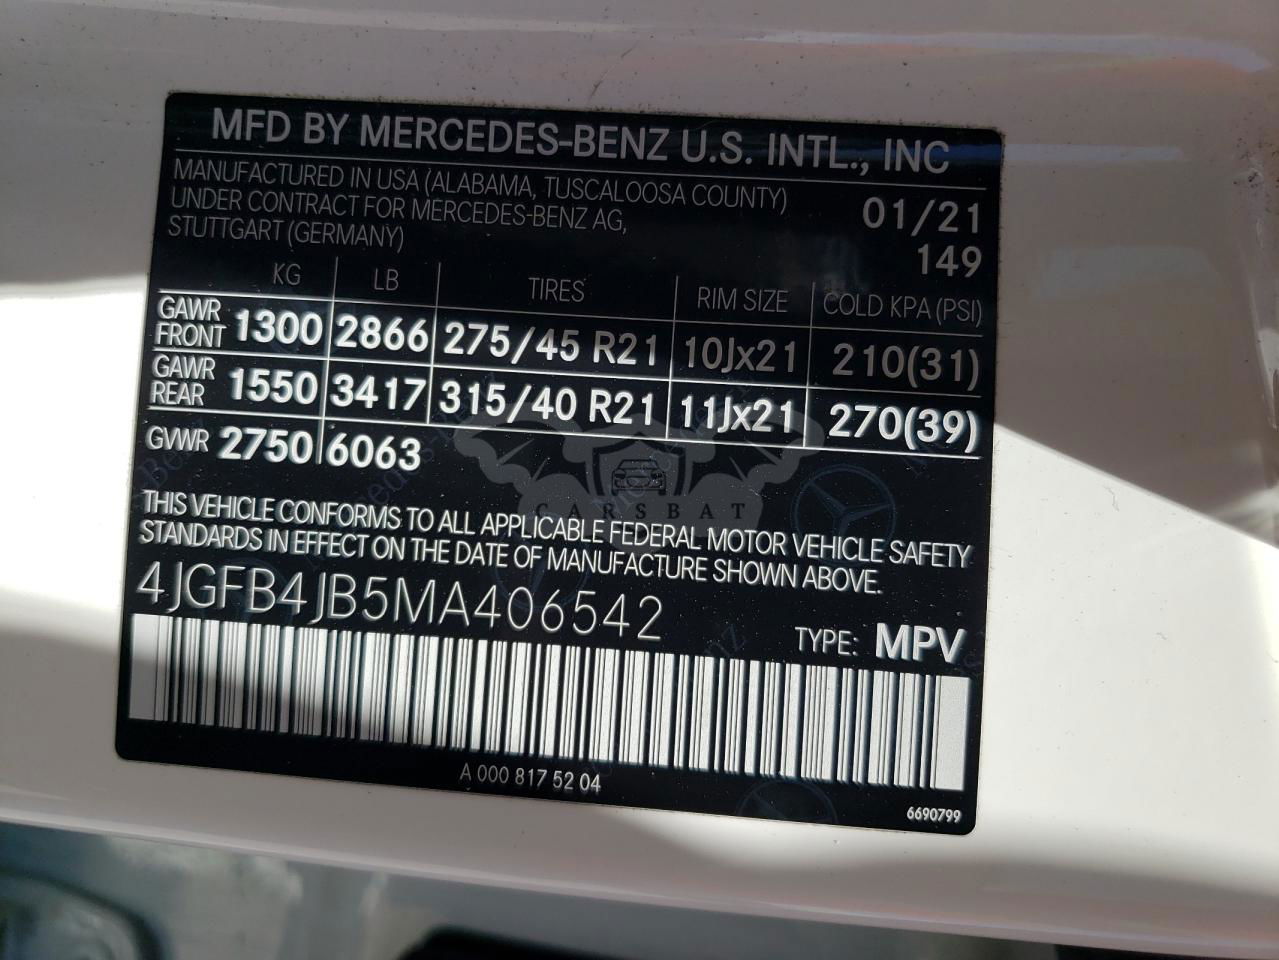 MFD BY MERCEDES-BENZ U.S. INTL., INC
MANUFACTURED IN USA (ALABAMA, TUSCALOOSA COUNTY)
UNDER CONTRACT FOR MERCEDES-BENZ AG,
STUTTGART (GERMANY)
01/21
149
KG LB TIRES RIM SIZE COLD KPA (PSI)
GAWR FRONT 1300 2866 275/45 R21 10Jx21 210(31)
GAWR REAR 1550 3417 315/40 R21 11Jx21 270(39)
GVWR 2750 6063
CARSBAT
THIS VEHICLE CONFORMS TO ALL APPLICABLE FEDERAL MOTOR VEHICLE SAFETY
STANDARDS IN EFFECT ON THE DATE OF MANUFACTURE SHOWN ABOVE.
4JGFB4JB5MA406542
TYPE: MPV
A 000 817 52 04
6690799